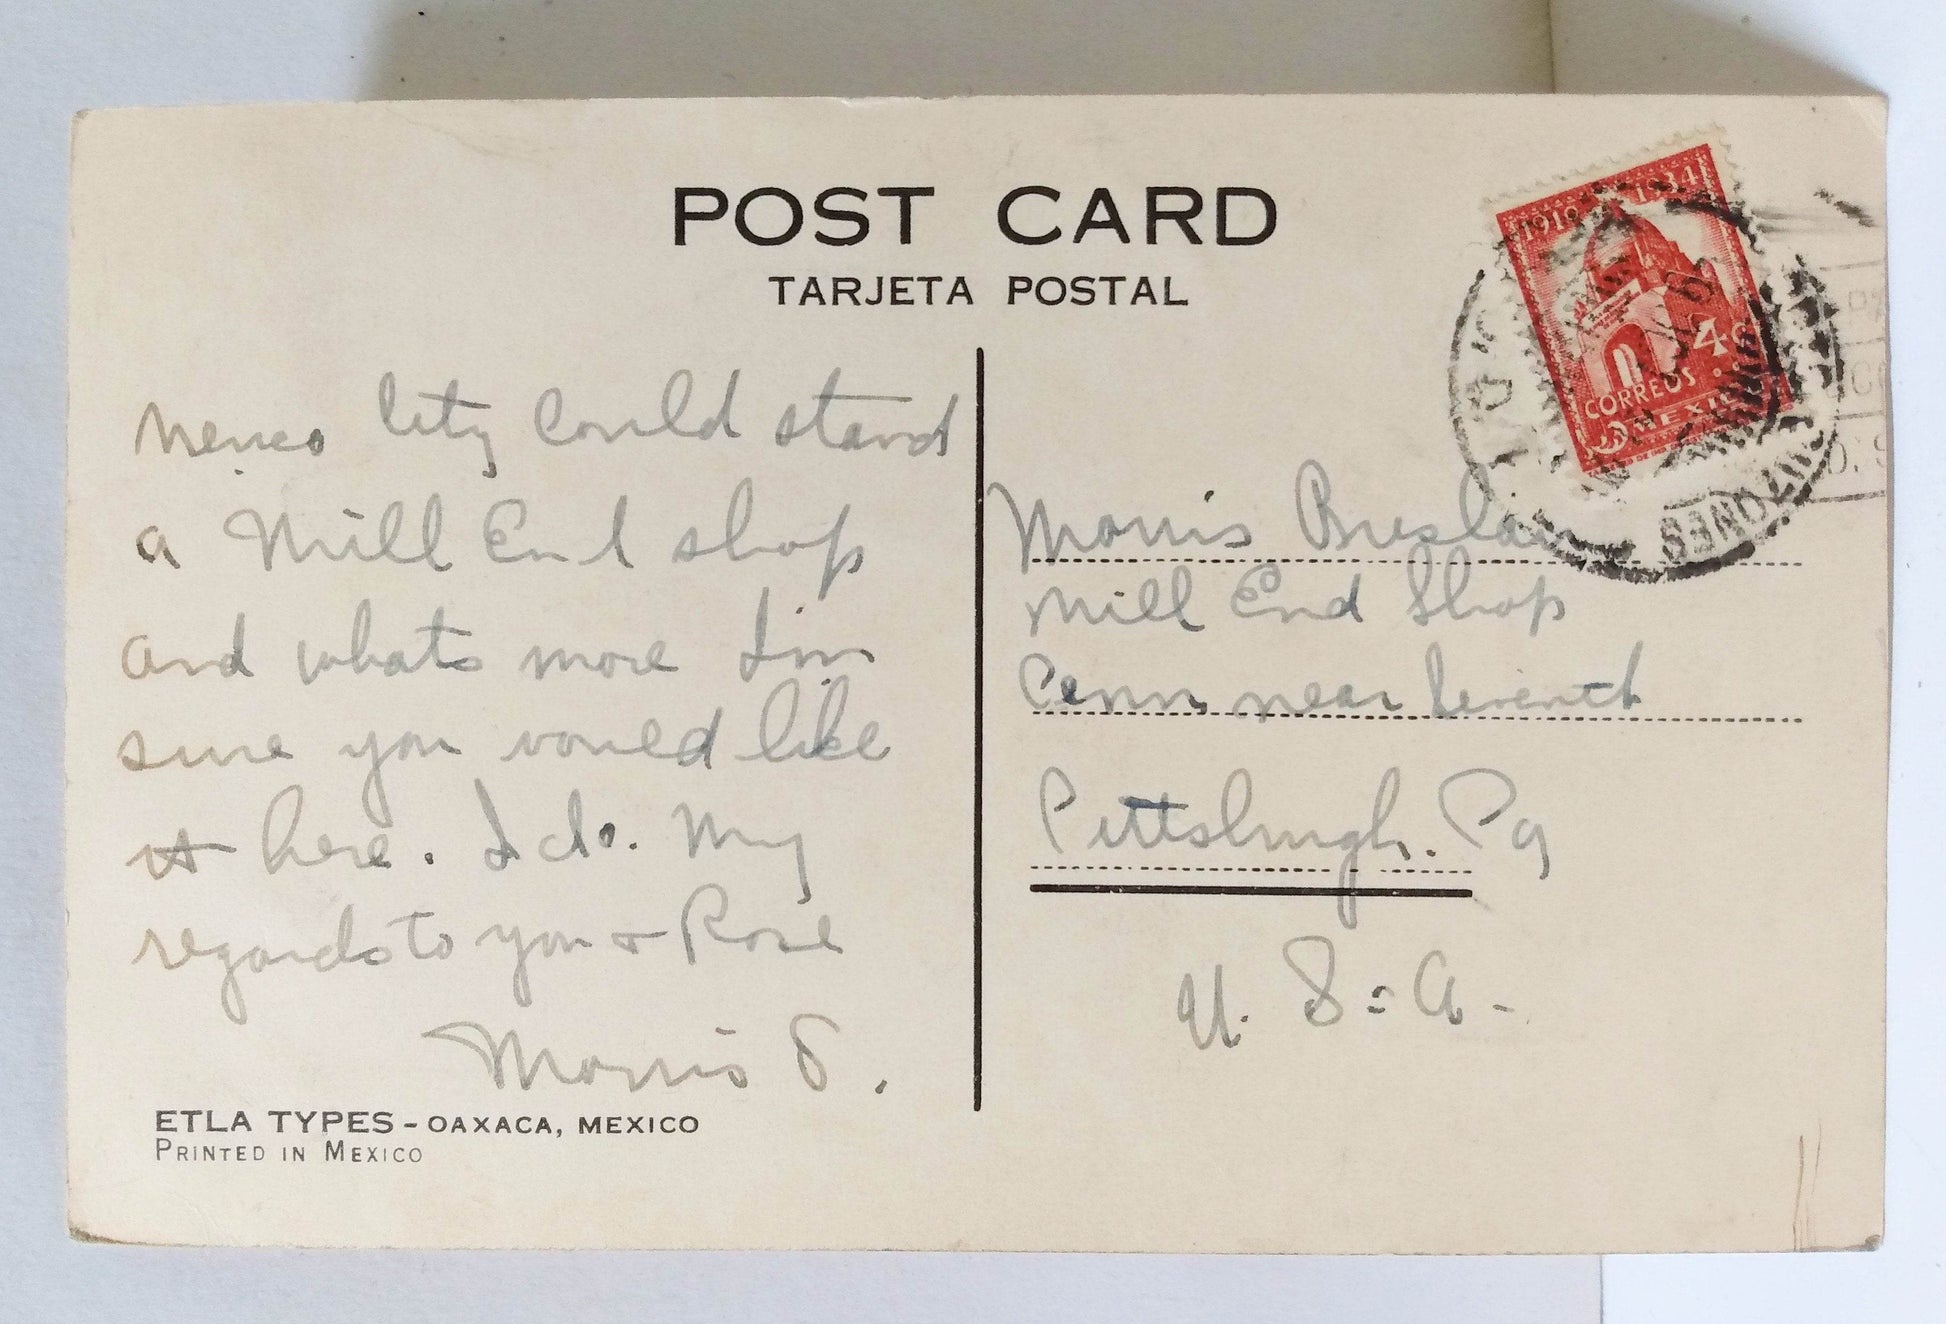 POST CARD
TARJETA POSTAL
1910 1934
4 C
CORREOS
MEXICO
Mexico City Could stand
a Mill End shop
and whats more I'm
sure you would like
it here. I do. My
regards to you + Rose
Morris S.
ETLA TYPES - OAXACA, MEXICO
PRINTED IN MEXICO
Morris Breslau
Mill End Shop
Penn near Seventh
Pittsburgh. Pa
U. S. A.